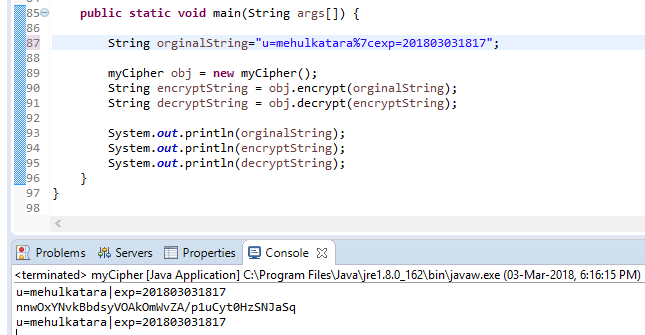 85 public static void main(String args[]) {
86
87 String orginalString="u=mehulkatara%7cexp=201803031817";
88
89 myCipher obj = new myCipher();
90 String encryptString = obj.encrypt(orginalString);
91 String decryptString = obj.decrypt(encryptString);
92
93 System.out.println(orginalString);
94 System.out.println(encryptString);
95 System.out.println(decryptString);
96 }
97 }
98
Problems Servers Properties Console
<terminated> myCipher [Java Application] C:\Program Files\Java\jre1.8.0_162\bin\javaw.exe (03-Mar-2018, 6:16:15 PM)
u=mehulkatara|exp=201803031817
nnwOxYNvkBbdsyVOAkOmWvZA/p1uCyt0HzSNJaSq
u=mehulkatara|exp=201803031817